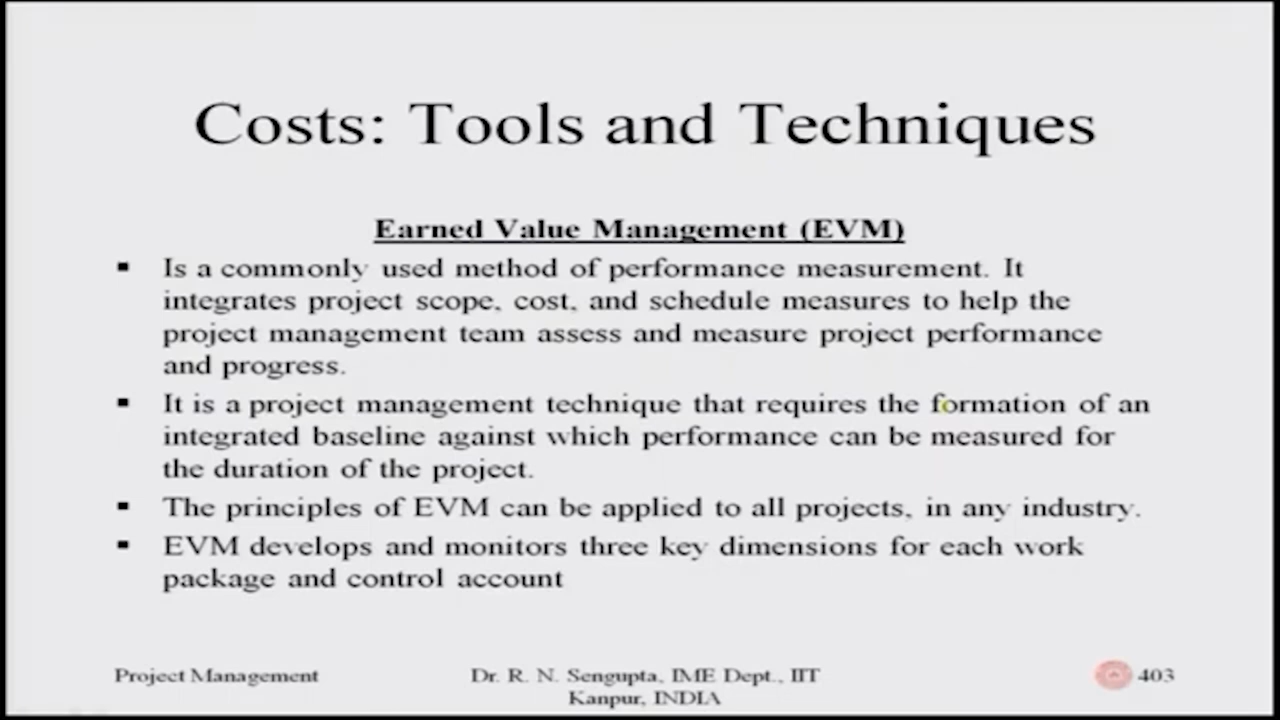 Costs: Tools and Techniques
Earned Value Management (EVM)
▪ Is a commonly used method of performance measurement. It
integrates project scope, cost, and schedule measures to help the
project management team assess and measure project performance
and progress.
▪ It is a project management technique that requires the formation of an
integrated baseline against which performance can be measured for
the duration of the project.
▪ The principles of EVM can be applied to all projects, in any industry.
▪ EVM develops and monitors three key dimensions for each work
package and control account
Project Management
Dr. R. N. Sengupta, IME Dept., IIT
Kanpur, INDIA
403